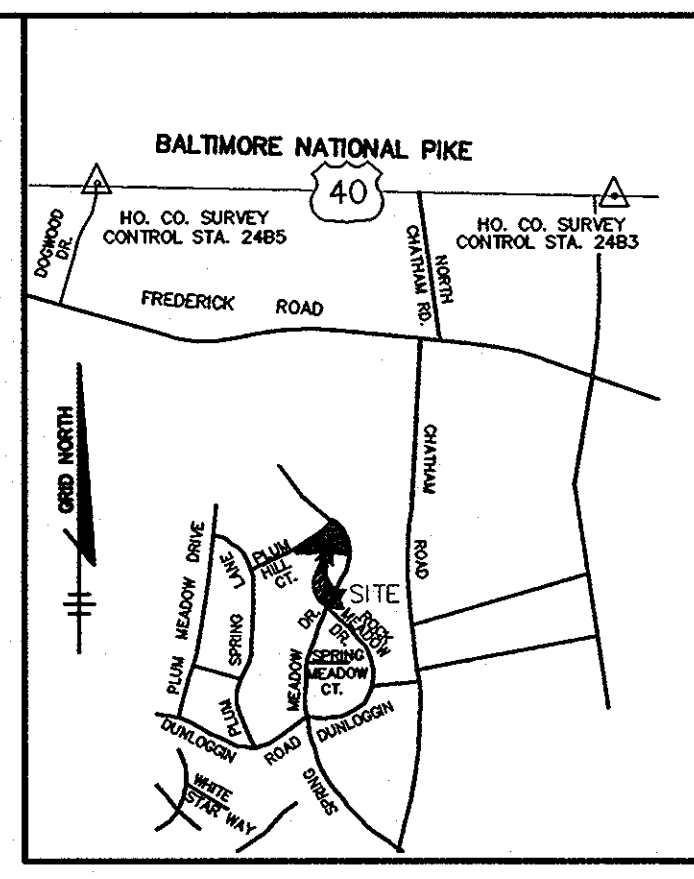 BALTIMORE NATIONAL PIKE
40
HO. CO. SURVEY
CONTROL STA. 24B5
HO. CO. SURVEY
CONTROL STA. 24B3
DOGWOOD
DR.
NORTH
CHATHAM RD.
FREDERICK ROAD
GRID NORTH
CHATHAM ROAD
PLUM MEADOW DRIVE
PLUM SPRING LANE
PLUM
HILL
CT.
SITE
ROCK
MEADOW
DR.
SPRING MEADOW DR.
SPRING
MEADOW
CT.
DUNLOGGIN ROAD DUNLOGGIN
WHITE
STAR WAY